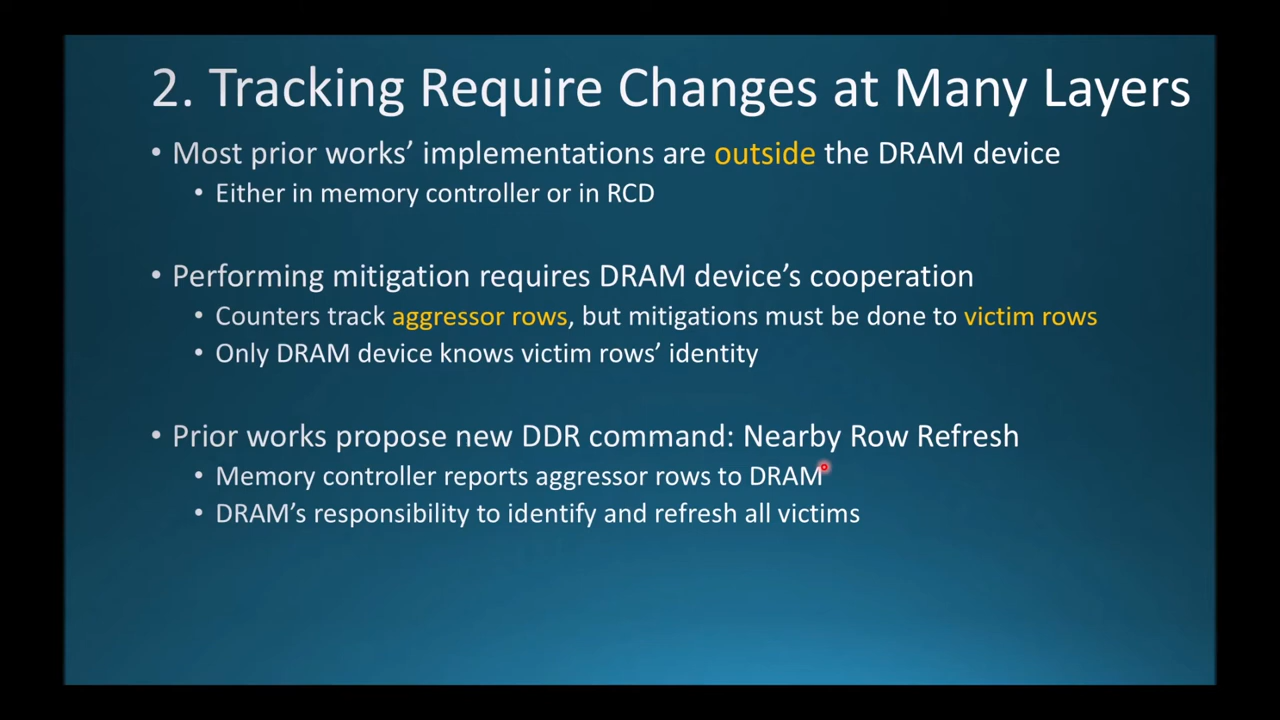 2. Tracking Require Changes at Many Layers
• Most prior works’ implementations are outside the DRAM device
• Either in memory controller or in RCD
• Performing mitigation requires DRAM device’s cooperation
• Counters track aggressor rows, but mitigations must be done to victim rows
• Only DRAM device knows victim rows’ identity
• Prior works propose new DDR command: Nearby Row Refresh
• Memory controller reports aggressor rows to DRAM
• DRAM’s responsibility to identify and refresh all victims